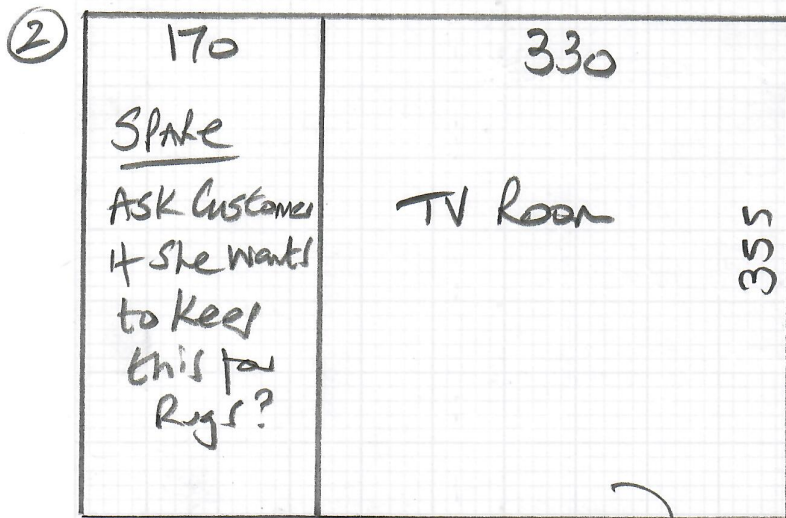 2
170
330
SPARE
ASK Customer
if She wants
to keep
this for
Rugs?
TV Room
355